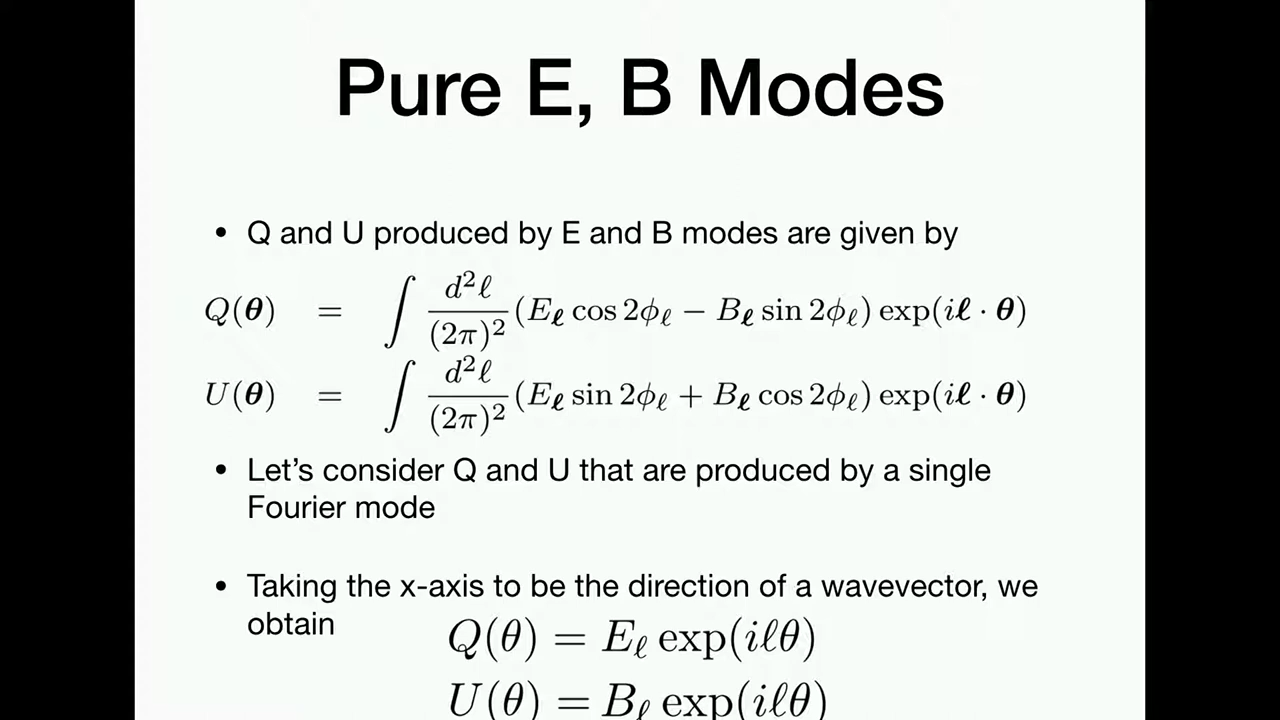 Pure E, B Modes
• Q and U produced by E and B modes are given by
Q(θ) = ∫ d²ℓ/(2π)² (E_ℓ cos 2ϕ_ℓ − B_ℓ sin 2ϕ_ℓ) exp(iℓ · θ)
U(θ) = ∫ d²ℓ/(2π)² (E_ℓ sin 2ϕ_ℓ + B_ℓ cos 2ϕ_ℓ) exp(iℓ · θ)
• Let’s consider Q and U that are produced by a single
Fourier mode
• Taking the x-axis to be the direction of a wavevector, we
obtain
Q(θ) = E_ℓ exp(iℓθ)
U(θ) = B_ℓ exp(iℓθ)